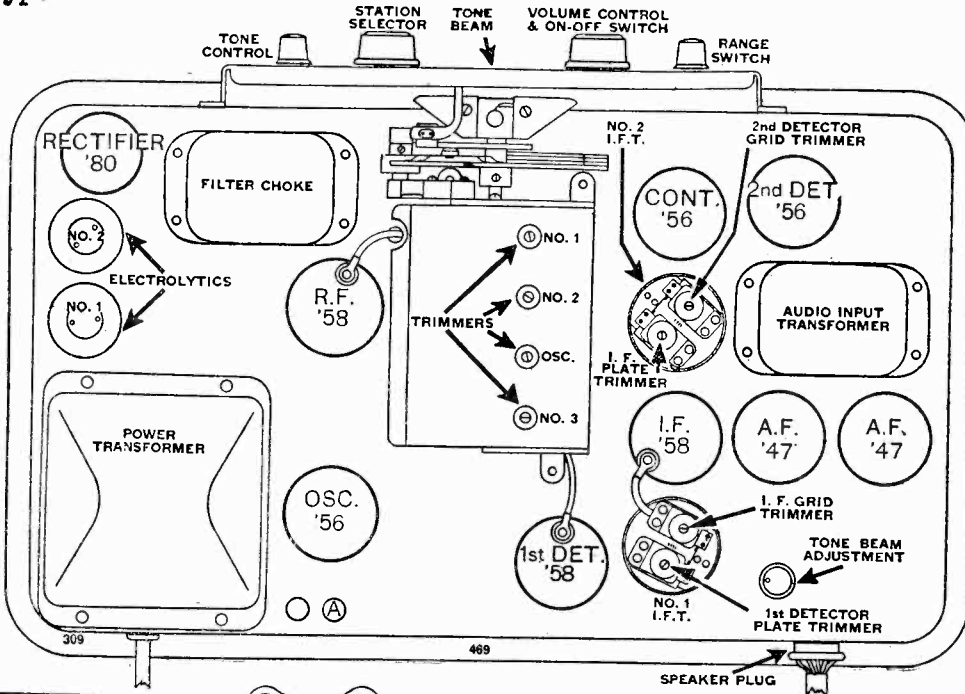 STATION
SELECTOR
TONE
BEAM
VOLUME CONTROL
& ON-OFF SWITCH
TONE
CONTROL
RANGE
SWITCH
RECTIFIER
'80
FILTER CHOKE
NO. 2
I.F.T.
2nd DETECTOR
GRID TRIMMER
CONT.
'56
2nd DET.
'56
NO. 2
ELECTROLYTICS
NO. 1
R.F.
'58
NO. 1
NO. 2
TRIMMERS
OSC.
NO. 3
AUDIO INPUT
TRANSFORMER
I. F.
PLATE
TRIMMER
POWER
TRANSFORMER
I.F.
'58
A.F.
'47
A.F.
'47
OSC.
'56
1st DET.
'58
I. F. GRID
TRIMMER
TONE BEAM
ADJUSTMENT
A
NO. 1
I.F.T.
1st DETECTOR
PLATE TRIMMER
309
469
SPEAKER PLUG